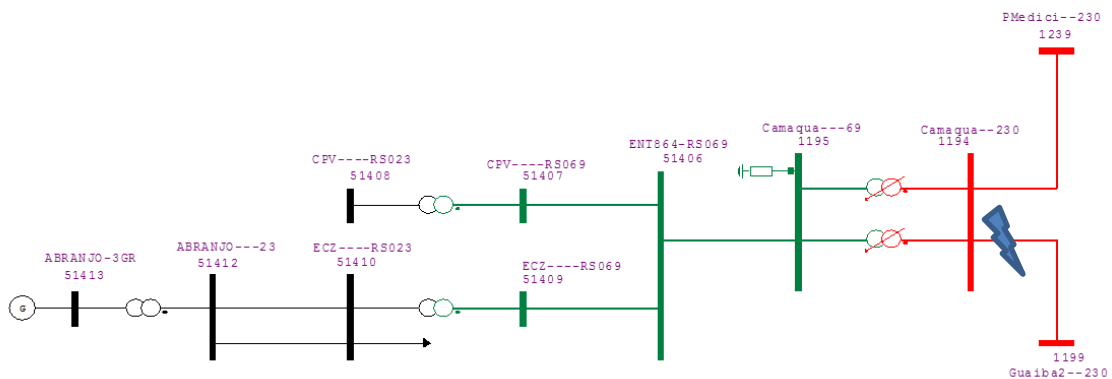 PMedici--230
1239
Camaqua---69
1195
Camaqua--230
1194
ENT864-RS069
51406
CPV----RS023
51408
CPV----RS069
51407
ABRANJO---23
51412
ECZ----RS023
51410
ABRANJO-3GR
51413
ECZ----RS069
51409
G
1199
Guaiba2--230